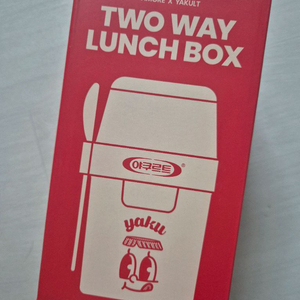 X YAKULT
TWO WAY
LUNCH BOX
야쿠르트
yaku